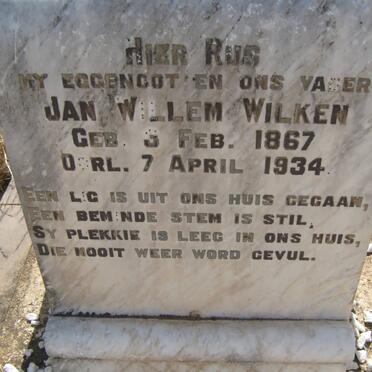 HIER RUS
MY EGGENOOT EN ONS VADER
JAN WILLEM WILKEN
GEB. 3 FEB. 1867
OORL. 7 APRIL 1934.
EEN LIG IS UIT ONS HUIS GEGAAN,
EEN BEMINDE STEM IS STIL,
SY PLEKKIE IS LEEG IN ONS HUIS,
DIE NOOIT WEER WORD GEVUL.